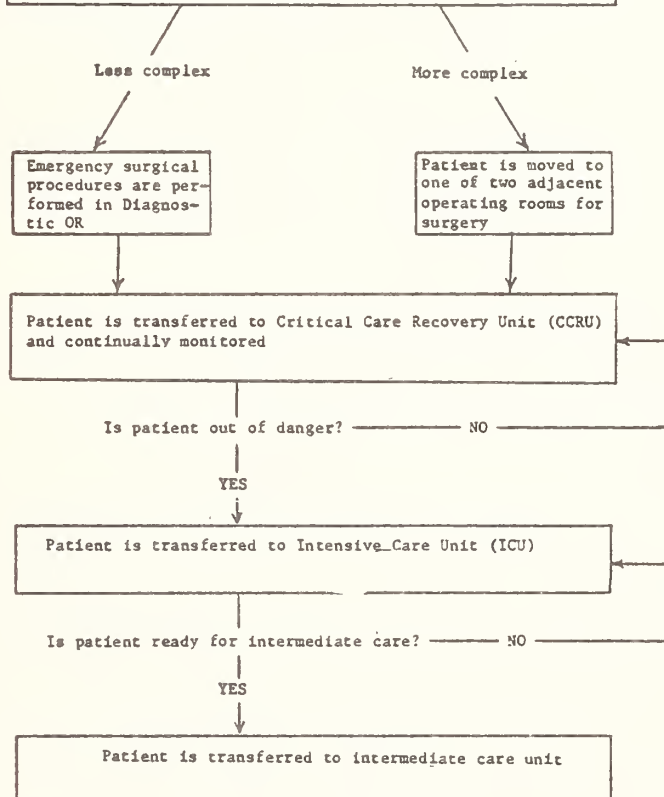 Less complex
More complex
Emergency surgical
procedures are per-
formed in Diagnos-
tic OR
Patient is moved to
one of two adjacent
operating rooms for
surgery
Patient is transferred to Critical Care Recovery Unit (CCRU)
and continually monitored
Is patient out of danger? NO
YES
Patient is transferred to Intensive Care Unit (ICU)
Is patient ready for intermediate care? NO
YES
Patient is transferred to intermediate care unit